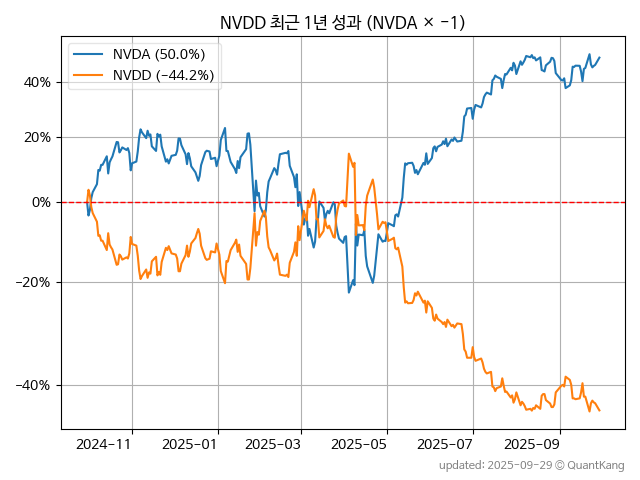 NVDD 최근 1년 성과 (NVDA × −1)
NVDA (50.0%)
NVDD (−44.2%)
40%
20%
0%
−20%
−40%
2024−11
2025−01
2025−03
2025−05
2025−07
2025−09
updated: 2025−09−29 © QuantKang